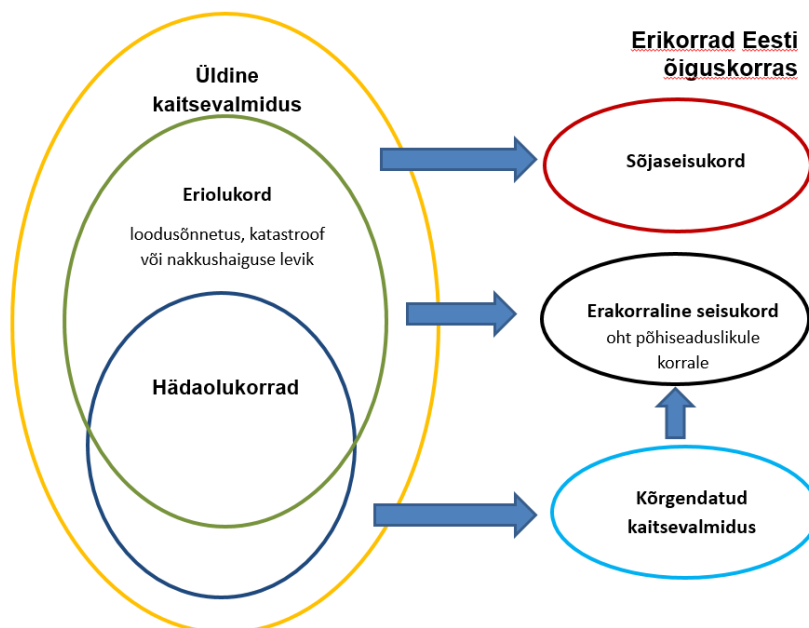 Erikorrad Eesti
õiguskorras
Üldine
kaitsevalmidus
Eriolukord
loodusõnnetus, katastroof
või nakkushaiguse levik
Hädaolukorrad
Sõjaseisukord
Erakorraline seisukord
oht põhiseaduslikule
korrale
Kõrgendatud
kaitsevalmidus